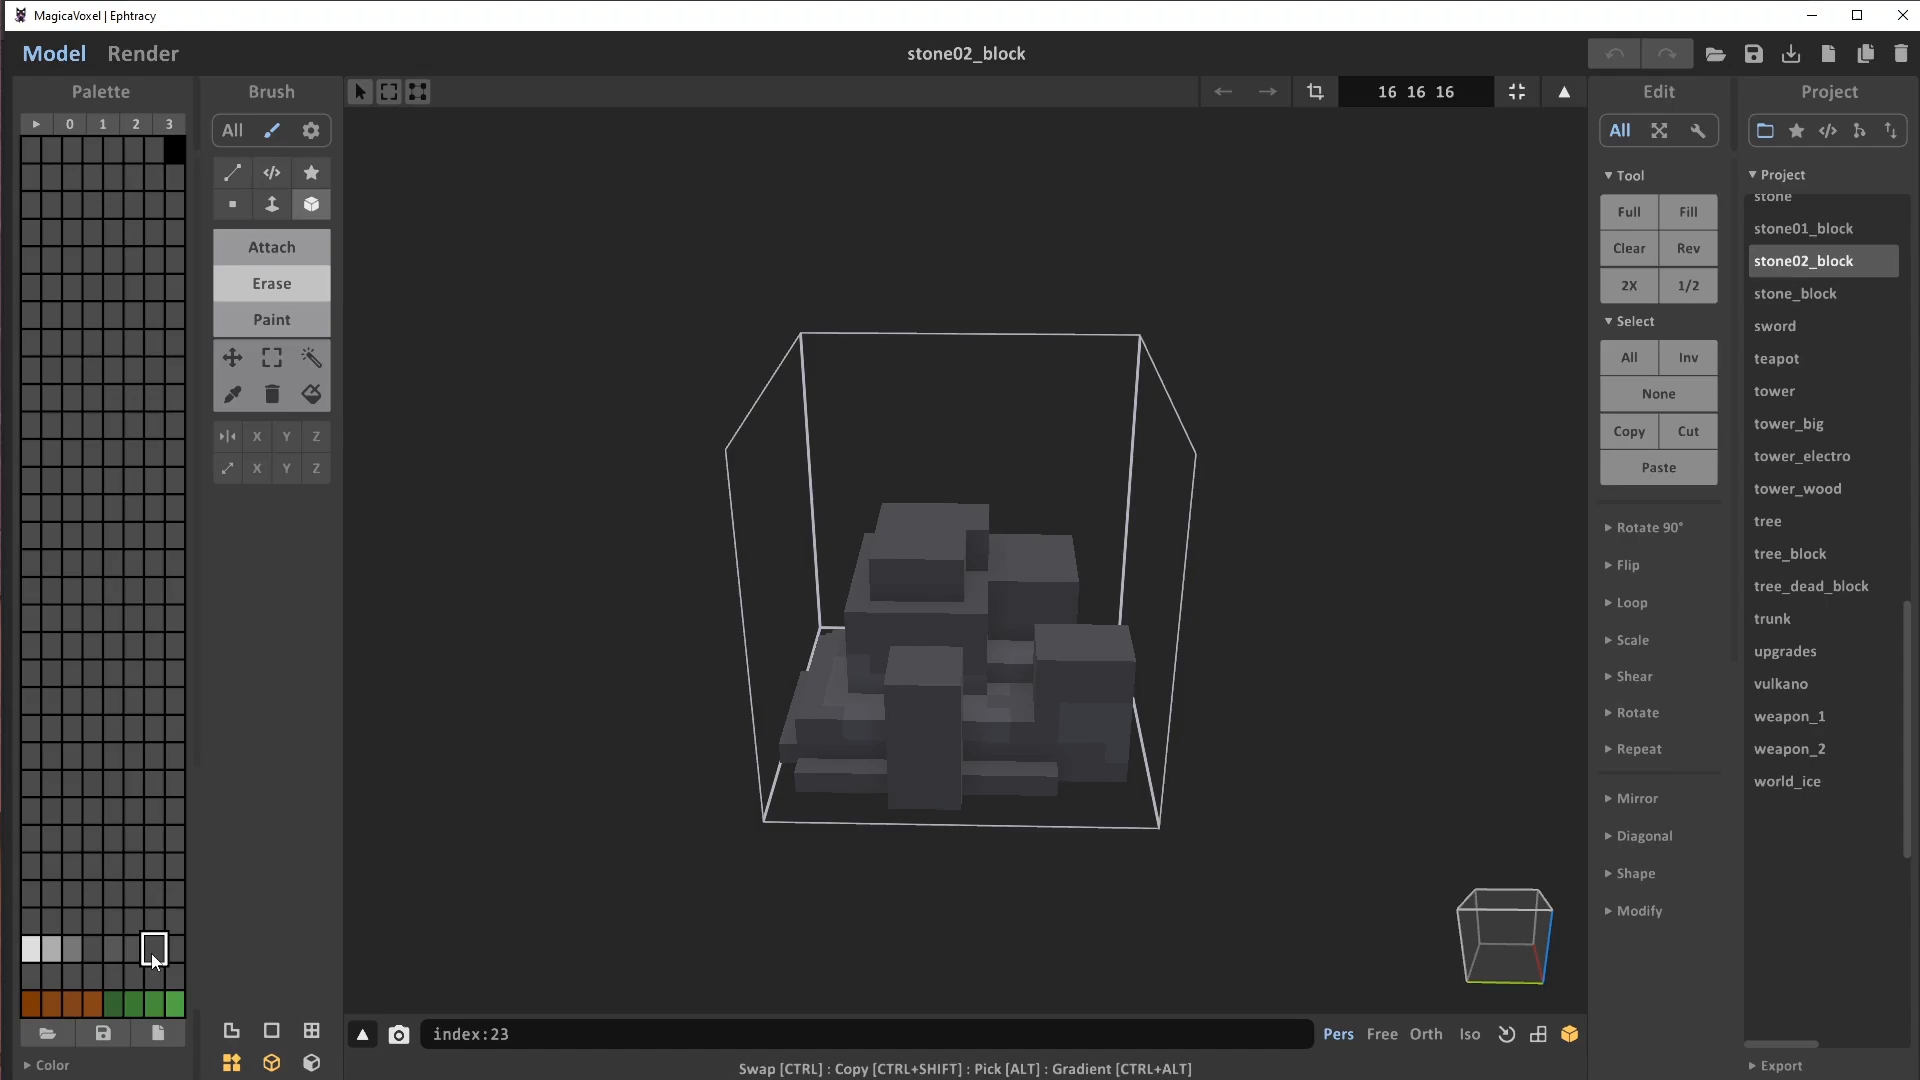 MagicaVoxel | Ephtracy
Model Render
stone02_block
Palette
0 1 2 3
Color
Brush
All
Attach
Erase
Paint
X Y Z
X Y Z
16 16 16
index:23
Pers Free Orth Iso
Swap [CTRL] : Copy [CTRL+SHIFT] : Pick [ALT] : Gradient [CTRL+ALT]
Edit
All
Tool
Full Fill
Clear Rev
2X 1/2
Select
All Inv
None
Copy Cut
Paste
Rotate 90°
Flip
Loop
Scale
Shear
Rotate
Repeat
Mirror
Diagonal
Shape
Modify
Project
Project
stone
stone01_block
stone02_block
stone_block
sword
teapot
tower
tower_big
tower_electro
tower_wood
tree
tree_block
tree_dead_block
trunk
upgrades
vulkano
weapon_1
weapon_2
world_ice
Export